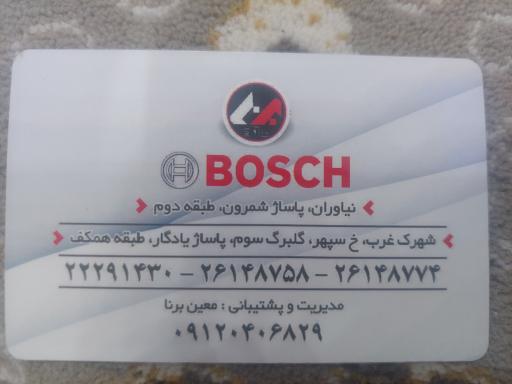 BOSCH
نیاوران، پاساژ شمرون، طبقه دوم
شهرک غرب، خ سپهر، گلبرگ سوم، پاساژ یادگار، طبقه همکف
۲۶۱۴۸۷۷۴ - ۲۶۱۴۸۷۵۸ - ۲۲۲۹۱۴۳۰
مدیریت و پشتیبانی : معین برنا
۰۹۱۲۰۴۰۶۸۲۹